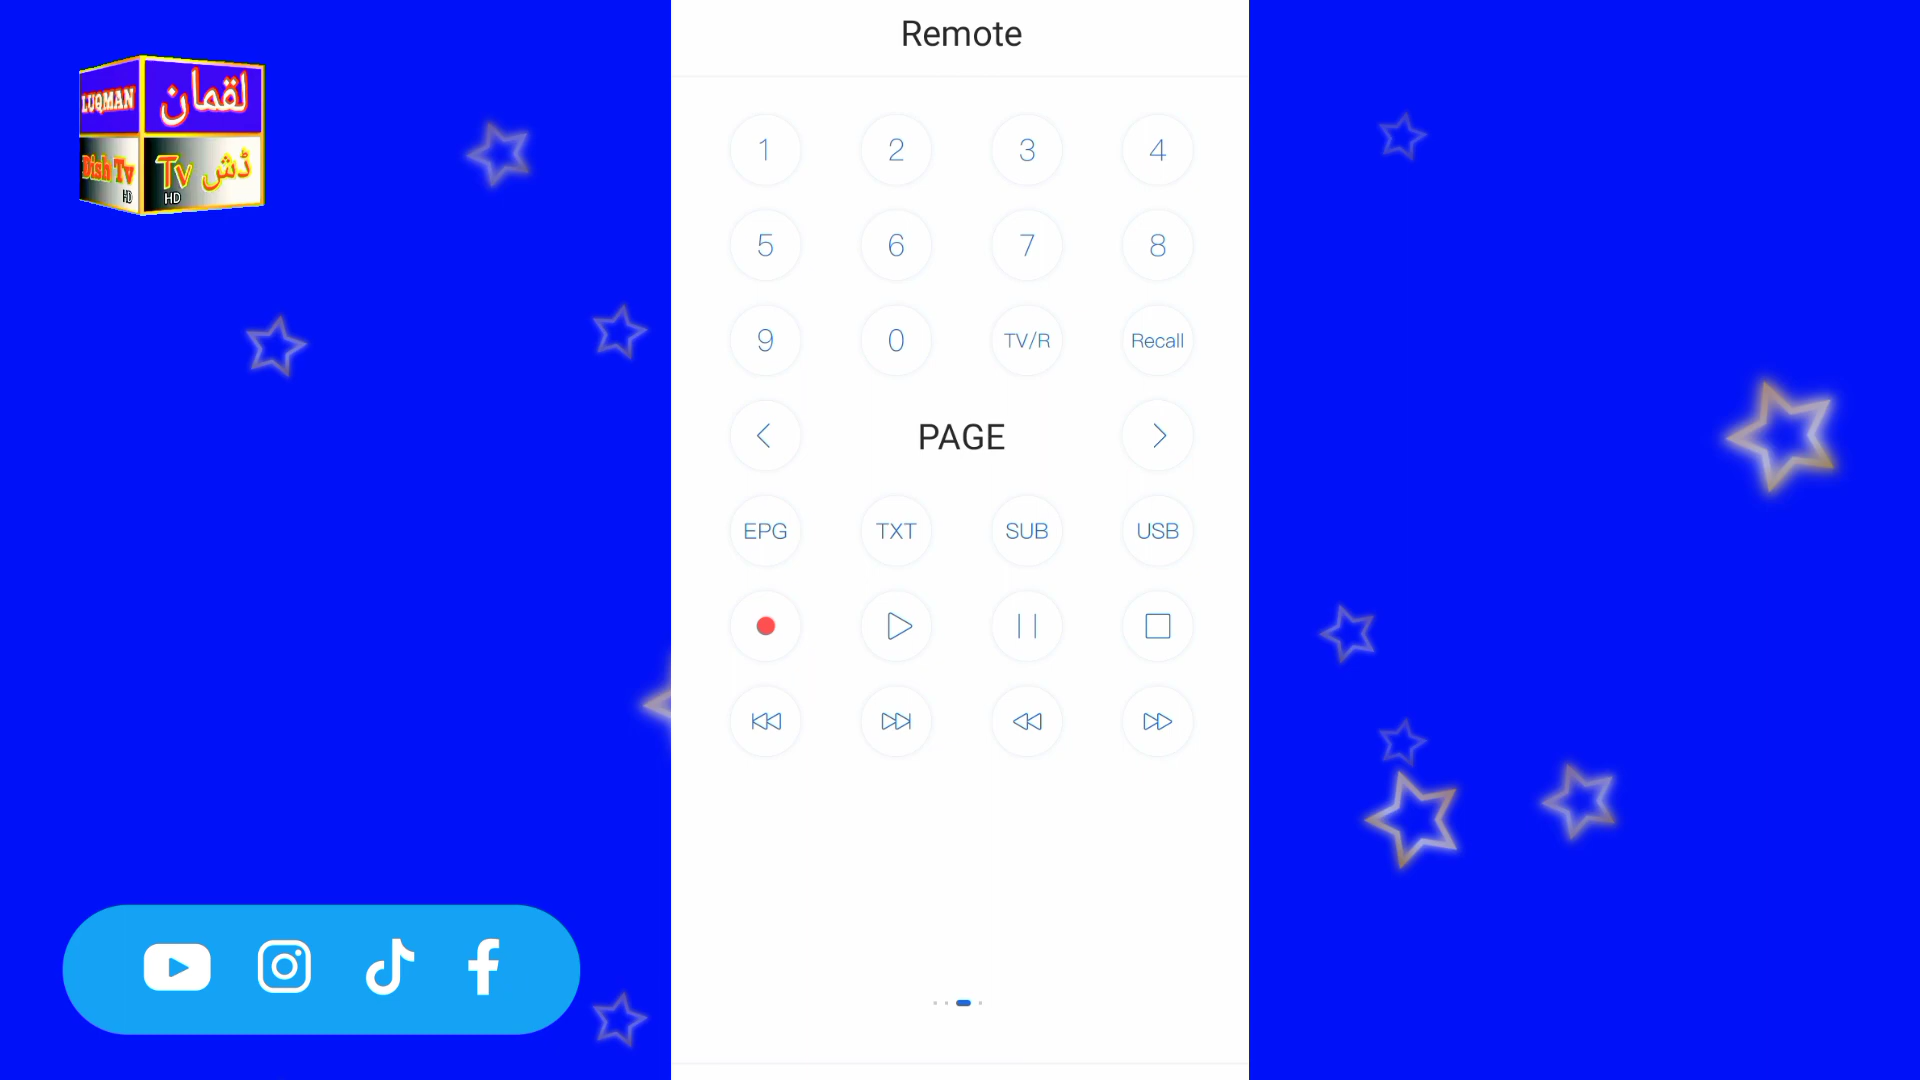 Remote
LUQMAN
لقمان
Dish Tv
HD
ڈش Tv
HD
1 2 3 4
5 6 7 8
9 0 TV/R Recall
PAGE
EPG TXT SUB USB